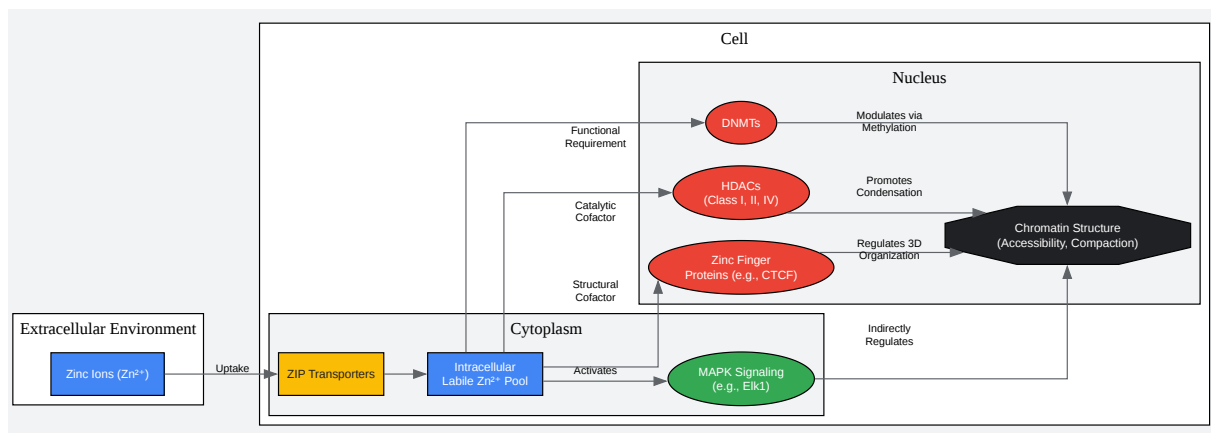 Cell
Nucleus
DNMTs
Modulates via
Methylation
Functional
Requirement
HDACs
(Class I, II, IV)
Promotes
Condensation
Catalytic
Cofactor
Chromatin Structure
(Accessibility, Compaction)
Zinc Finger
Proteins (e.g., CTCF)
Regulates 3D
Organization
Structural
Cofactor
Extracellular Environment
Zinc Ions (Zn²⁺)
Uptake
Cytoplasm
ZIP Transporters
Intracellular
Labile Zn²⁺ Pool
Activates
MAPK Signaling
(e.g., Elk1)
Indirectly
Regulates